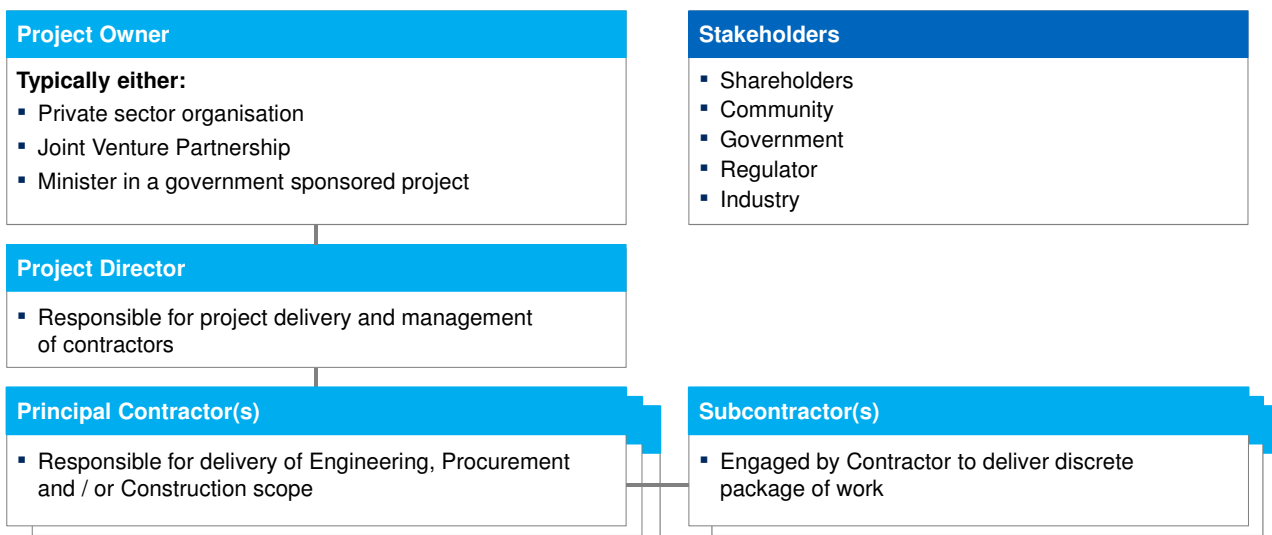 Project Owner
Typically either:
▪ Private sector organisation
▪ Joint Venture Partnership
▪ Minister in a government sponsored project
Stakeholders
▪ Shareholders
▪ Community
▪ Government
▪ Regulator
▪ Industry
Project Director
▪ Responsible for project delivery and management
of contractors
Principal Contractor(s)
▪ Responsible for delivery of Engineering, Procurement
and / or Construction scope
Subcontractor(s)
▪ Engaged by Contractor to deliver discrete
package of work